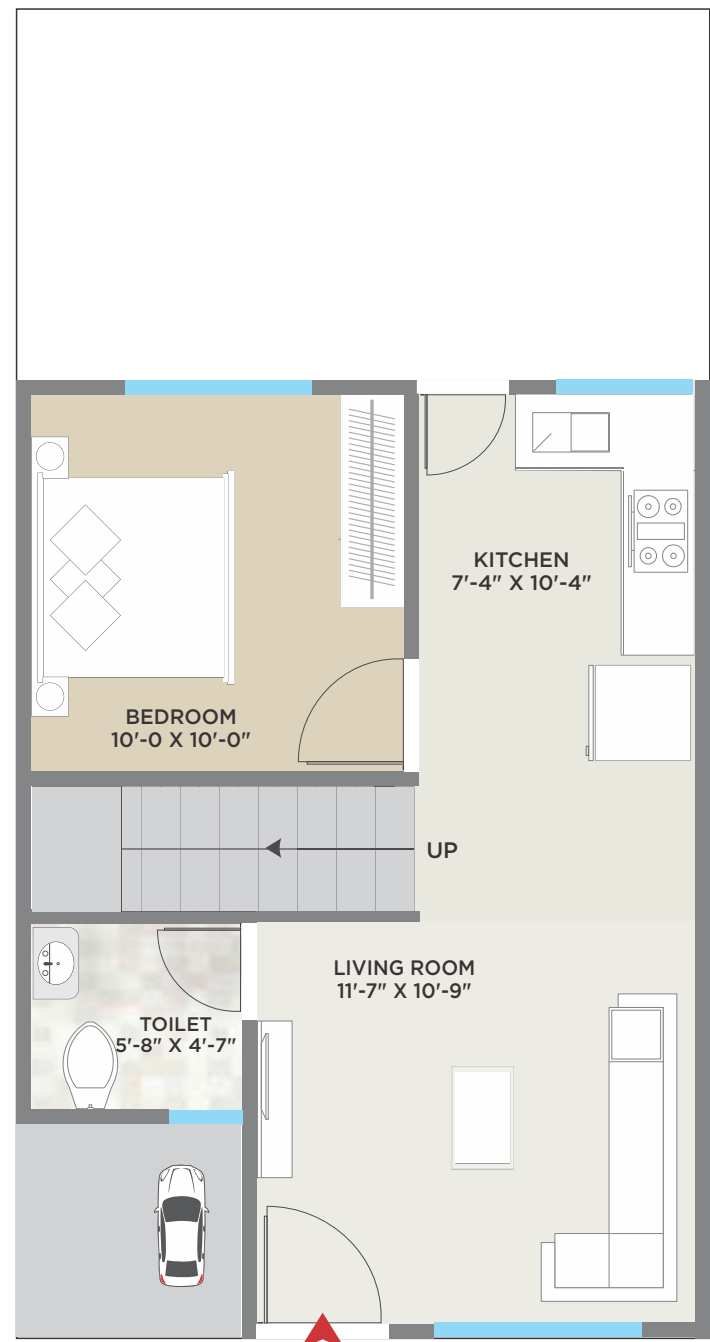 KITCHEN
7'-4" X 10'-4"
BEDROOM
10'-0 X 10'-0"
UP
LIVING ROOM
11'-7" X 10'-9"
TOILET
5'-8" X 4'-7"